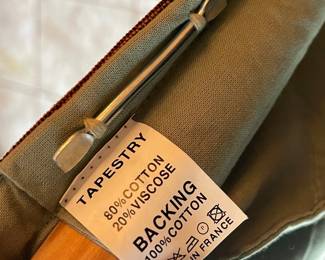 TAPESTRY
80% COTTON
20% VISCOSE
BACKING
100% COTTON
IN FRANCE